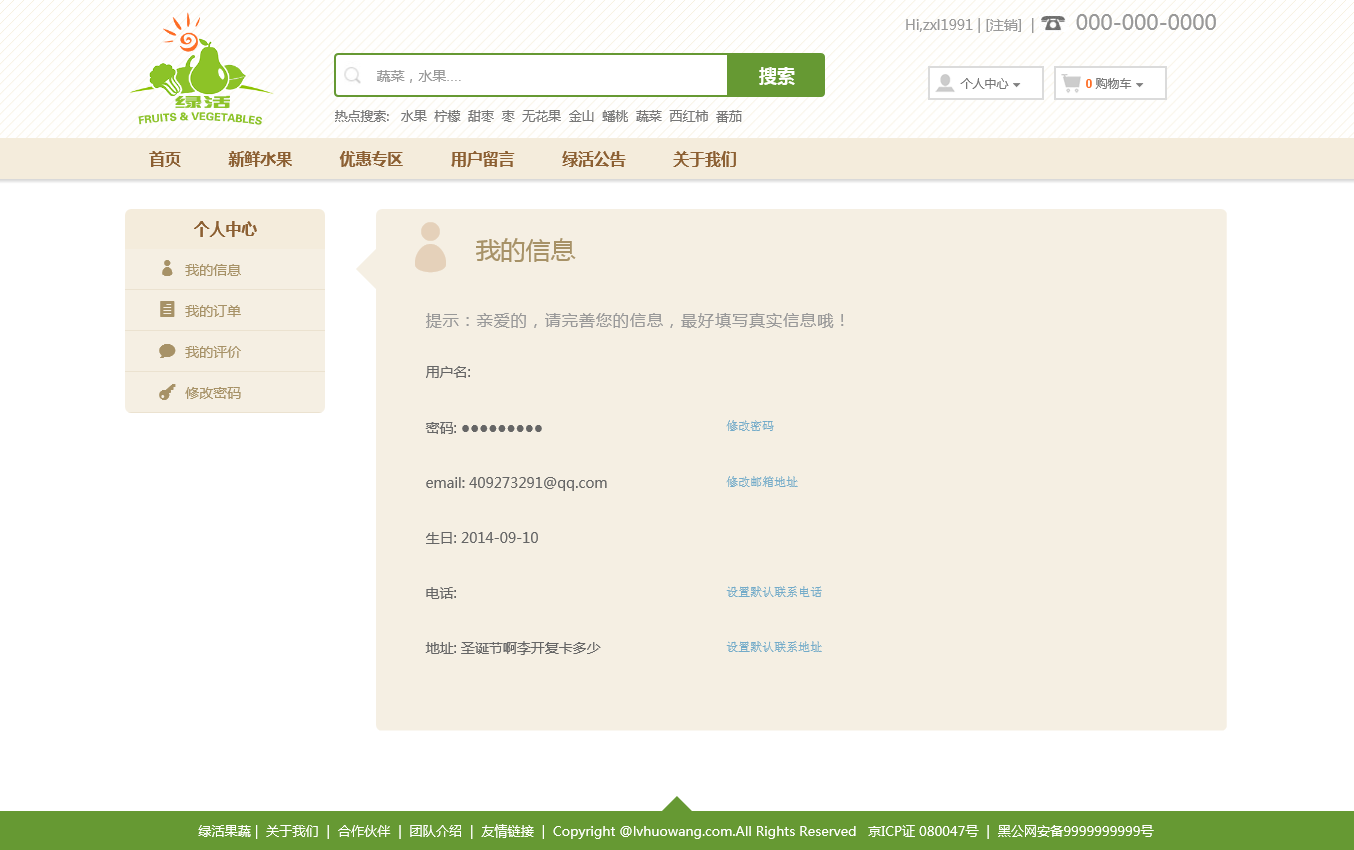 Hi,zxl1991 | [注销] | 000-000-0000
绿活
FRUITS & VEGETABLES
蔬菜，水果....
搜索
个人中心
0 购物车
热点搜索: 水果 柠檬 甜枣 枣 无花果 金山 蟠桃 蔬菜 西红柿 番茄
首页 新鲜水果 优惠专区 用户留言 绿活公告 关于我们
个人中心
我的信息
我的订单
我的评价
修改密码
我的信息
提示：亲爱的，请完善您的信息，最好填写真实信息哦！
用户名:
密码: ●●●●●●●●● 修改密码
email: 409273291@qq.com 修改邮箱地址
生日: 2014-09-10
电话: 设置默认联系电话
地址: 圣诞节啊李开复卡多少 设置默认联系地址
绿活果蔬 | 关于我们 | 合作伙伴 | 团队介绍 | 友情链接 | Copyright @lvhuowang.com.All Rights Reserved 京ICP证 080047号 | 黑公网安备9999999999号